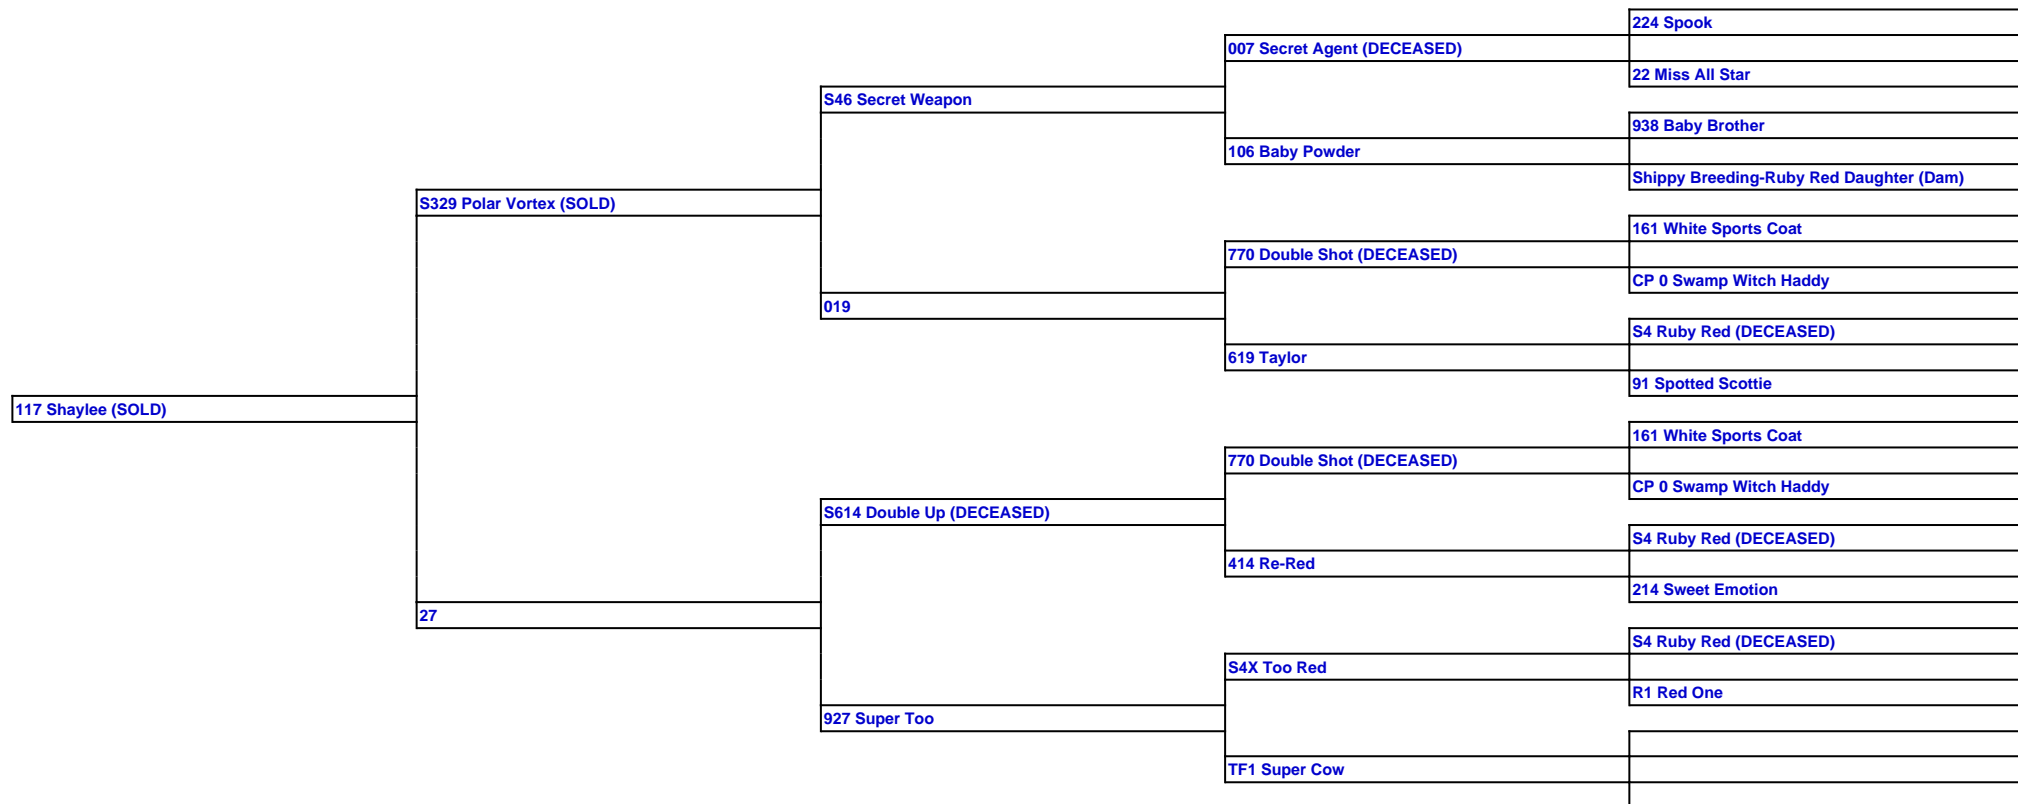 224 Spook
007 Secret Agent (DECEASED)
22 Miss All Star
S46 Secret Weapon
938 Baby Brother
106 Baby Powder
Shippy Breeding-Ruby Red Daughter (Dam)
S329 Polar Vortex (SOLD)
161 White Sports Coat
770 Double Shot (DECEASED)
CP 0 Swamp Witch Haddy
019
S4 Ruby Red (DECEASED)
619 Taylor
91 Spotted Scottie
117 Shaylee (SOLD)
161 White Sports Coat
770 Double Shot (DECEASED)
CP 0 Swamp Witch Haddy
S614 Double Up (DECEASED)
S4 Ruby Red (DECEASED)
414 Re-Red
214 Sweet Emotion
27
S4 Ruby Red (DECEASED)
S4X Too Red
R1 Red One
927 Super Too
TF1 Super Cow